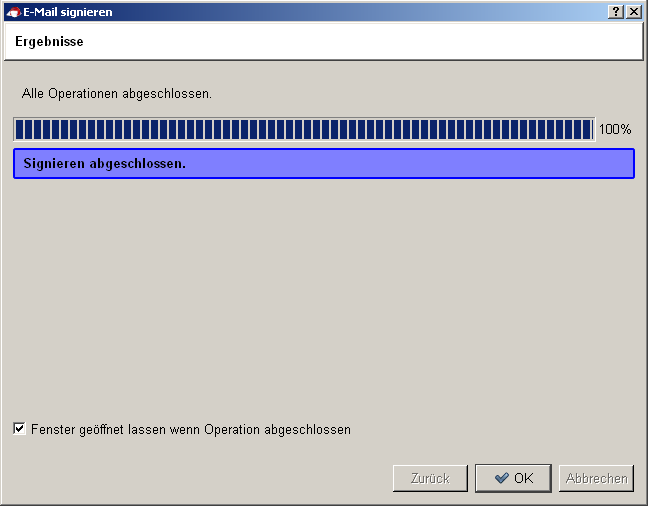 E-Mail signieren
Ergebnisse
Alle Operationen abgeschlossen.
100%
Signieren abgeschlossen.
Fenster geöffnet lassen wenn Operation abgeschlossen
Zurück
OK
Abbrechen